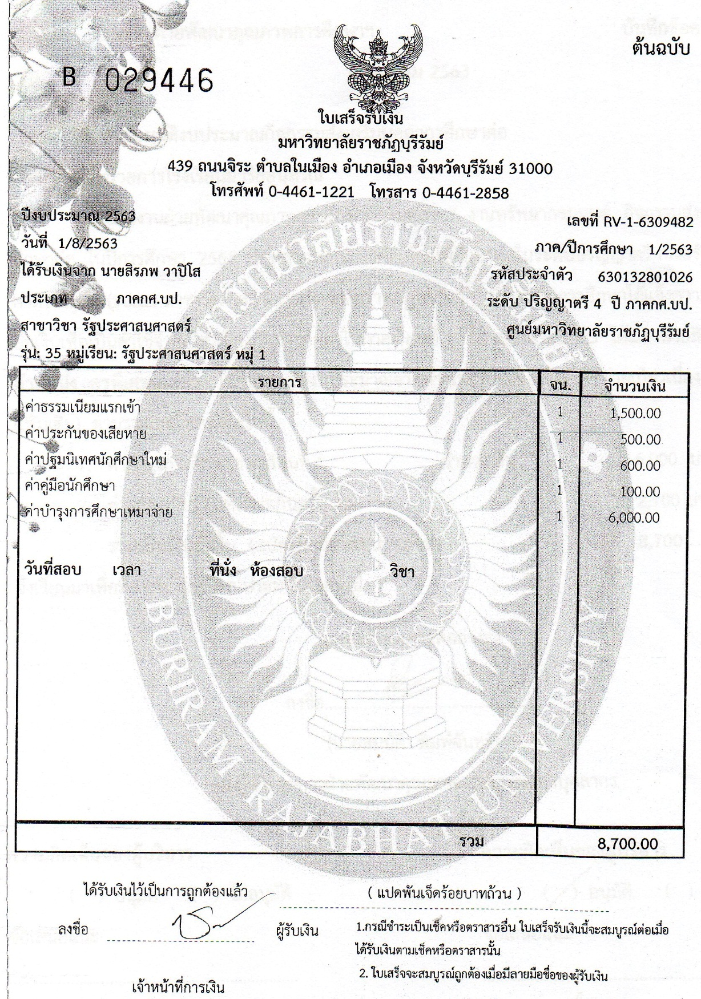 ต้นฉบับ
B 029446
ใบเสร็จรับเงิน
มหาวิทยาลัยราชภัฏบุรีรัมย์
439 ถนนจิระ ตำบลในเมือง อำเภอเมือง จังหวัดบุรีรัมย์ 31000
โทรศัพท์ 0-4461-1221 โทรสาร 0-4461-2858
ปีงบประมาณ 2563
เลขที่ RV-1-6309482
วันที่ 1/8/2563
ภาค/ปีการศึกษา 1/2563
ได้รับเงินจาก นายสิรภพ วาปิโส
รหัสประจำตัว 630132801026
ประเภท ภาคกศ.บป.
ระดับ ปริญญาตรี 4 ปี ภาคกศ.บป.
สาขาวิชา รัฐประศาสนศาสตร์
ศูนย์มหาวิทยาลัยราชภัฏบุรีรัมย์
รุ่น: 35 หมู่เรียน: รัฐประศาสนศาสตร์ หมู่ 1
รายการ จน. จำนวนเงิน
ค่าธรรมเนียมแรกเข้า 1 1,500.00
ค่าประกันของเสียหาย 1 500.00
ค่าปฐมนิเทศนักศึกษาใหม่ 1 600.00
ค่าคู่มือนักศึกษา 1 100.00
ค่าบำรุงการศึกษาเหมาจ่าย 1 6,000.00
วันที่สอบ เวลา ที่นั่ง ห้องสอบ วิชา
มหาวิทยาลัยราชภัฏบุรีรัมย์
BURIRAM RAJABHAT UNIVERSITY
รวม 8,700.00
ได้รับเงินไว้เป็นการถูกต้องแล้ว
( แปดพันเจ็ดร้อยบาทถ้วน )
ลงชื่อ ผู้รับเงิน
1.กรณีชำระเป็นเช็คหรือตราสารอื่น ใบเสร็จรับเงินนี้จะสมบูรณ์ต่อเมื่อ
ได้รับเงินตามเช็คหรือตราสารนั้น
2. ใบเสร็จจะสมบูรณ์ถูกต้องเมื่อมีลายมือชื่อของผู้รับเงิน
เจ้าหน้าที่การเงิน